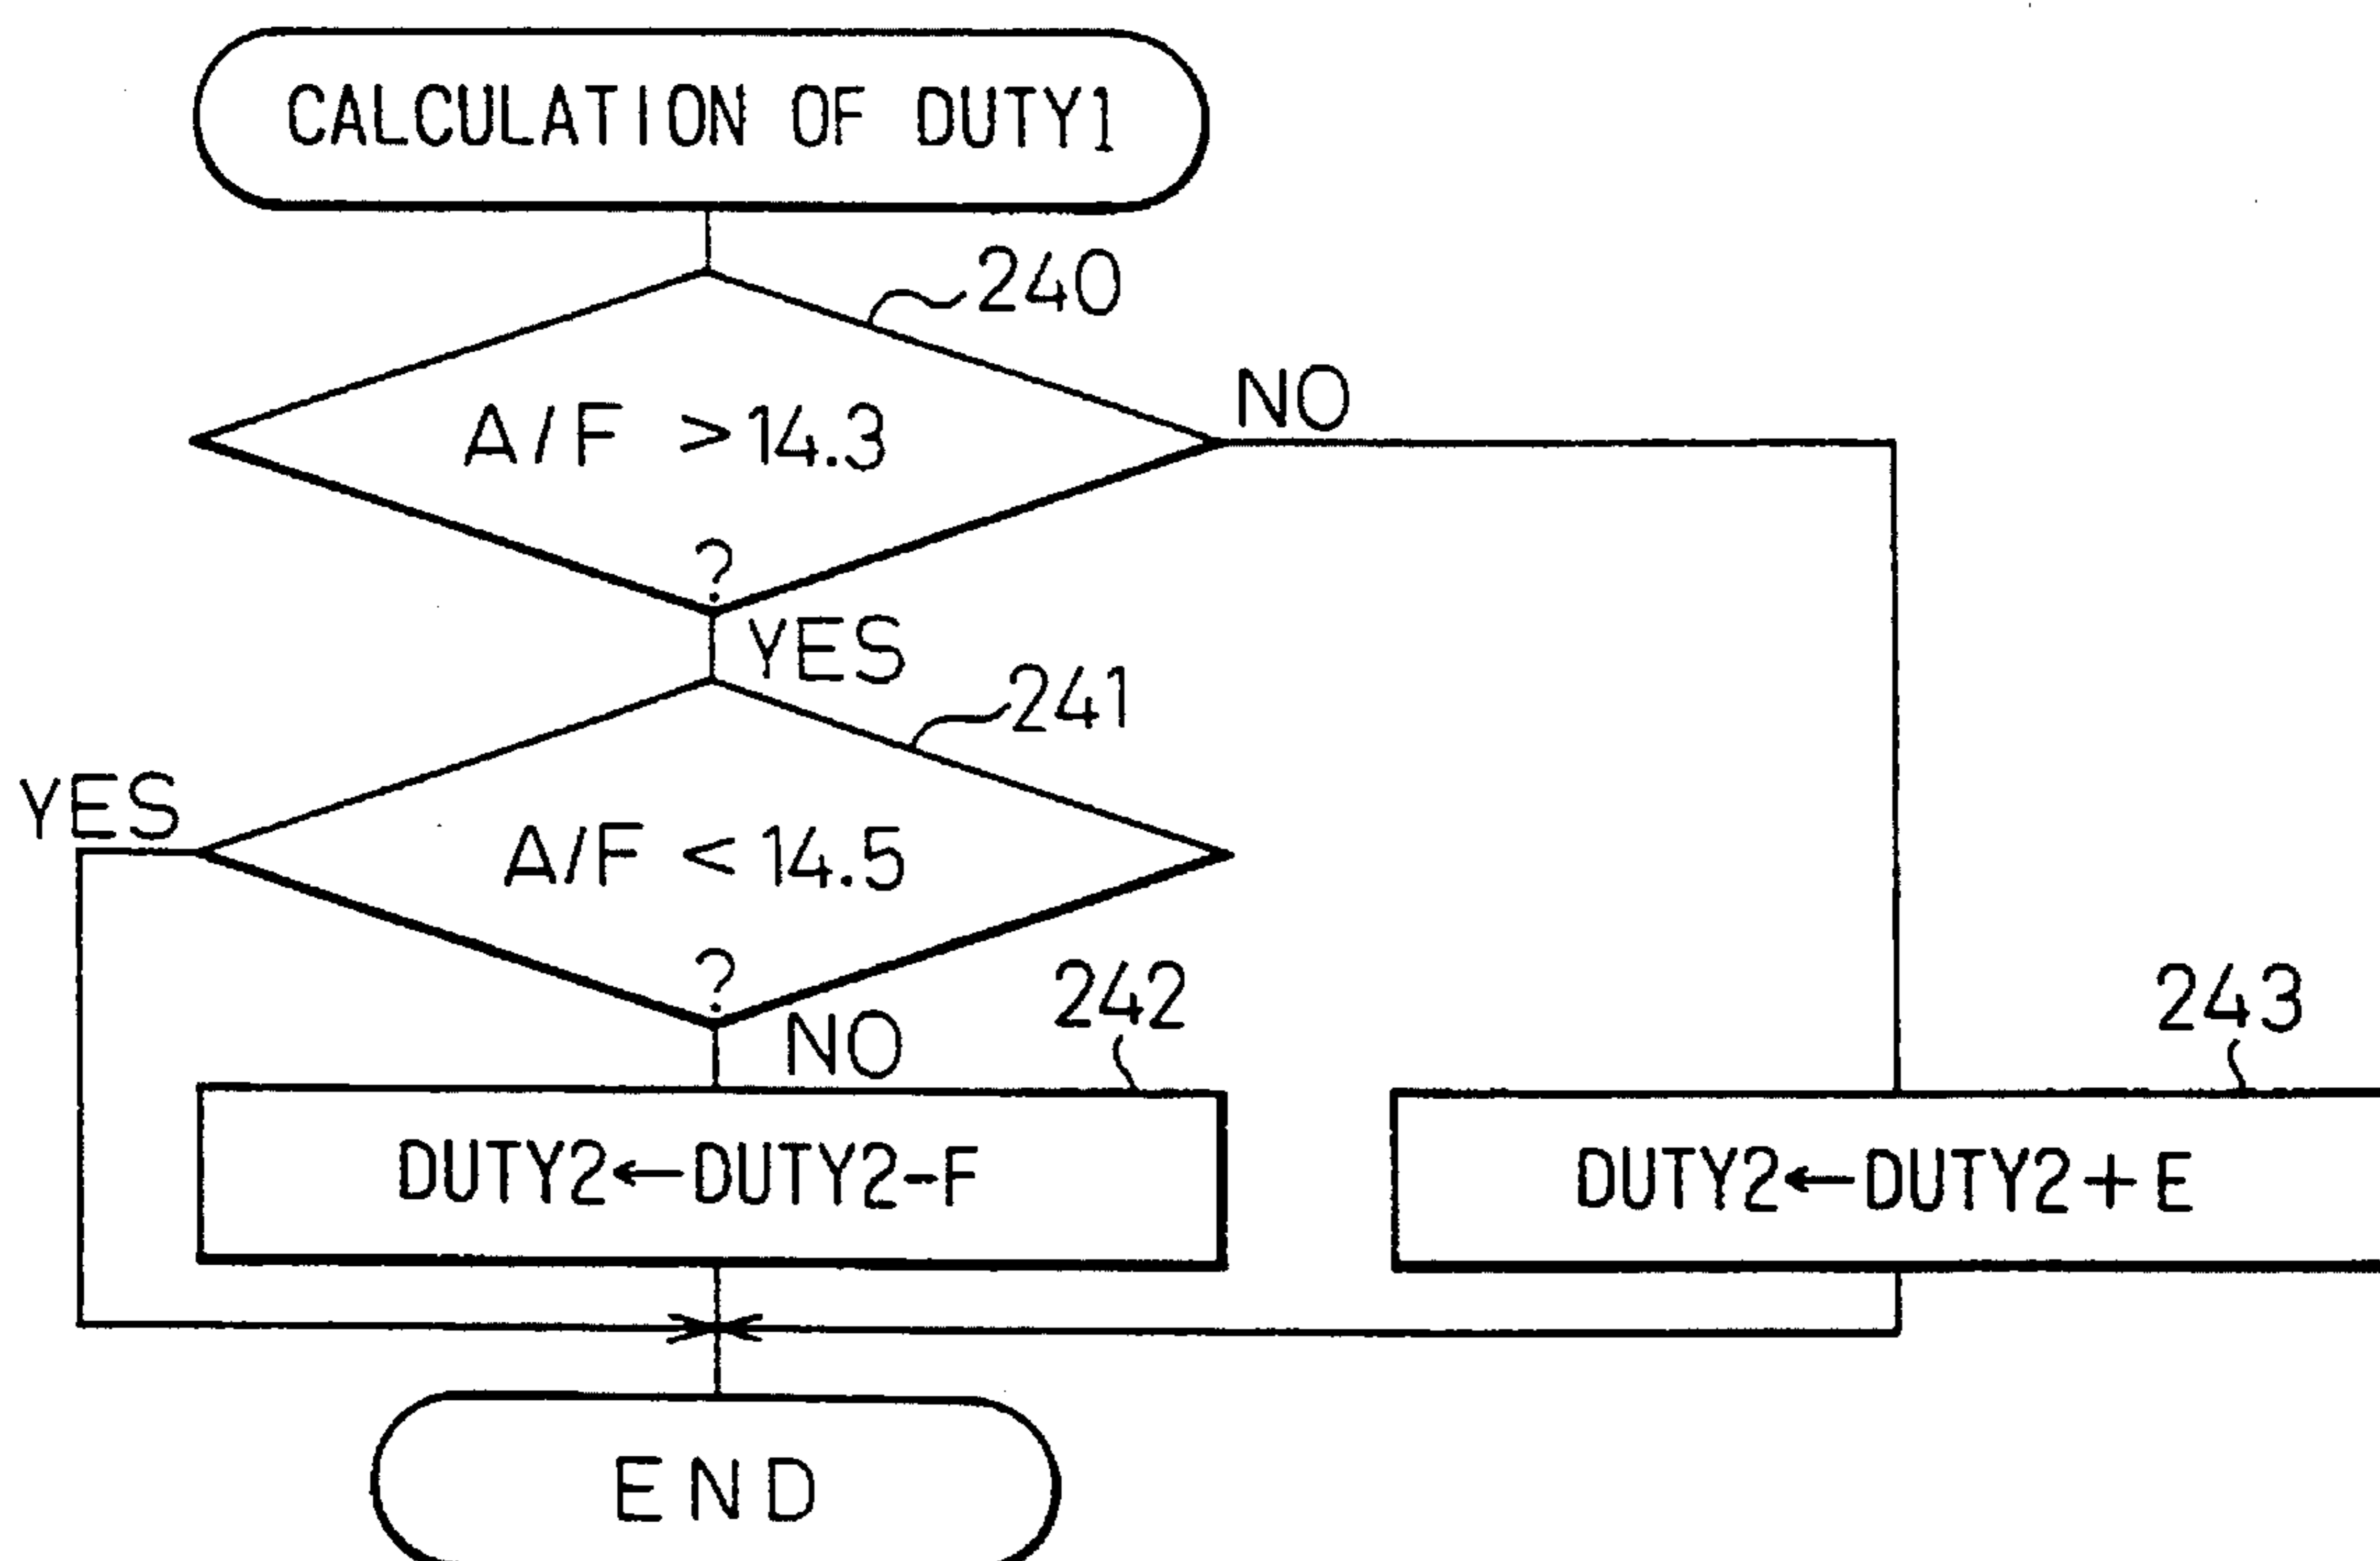 CALCULATION OF DUTY1
240
A/F >14.3
?
NO
YES
241
A/F < 14.5
?
YES
NO
242
DUTY2←DUTY2-F
243
DUTY2←DUTY2+E
END